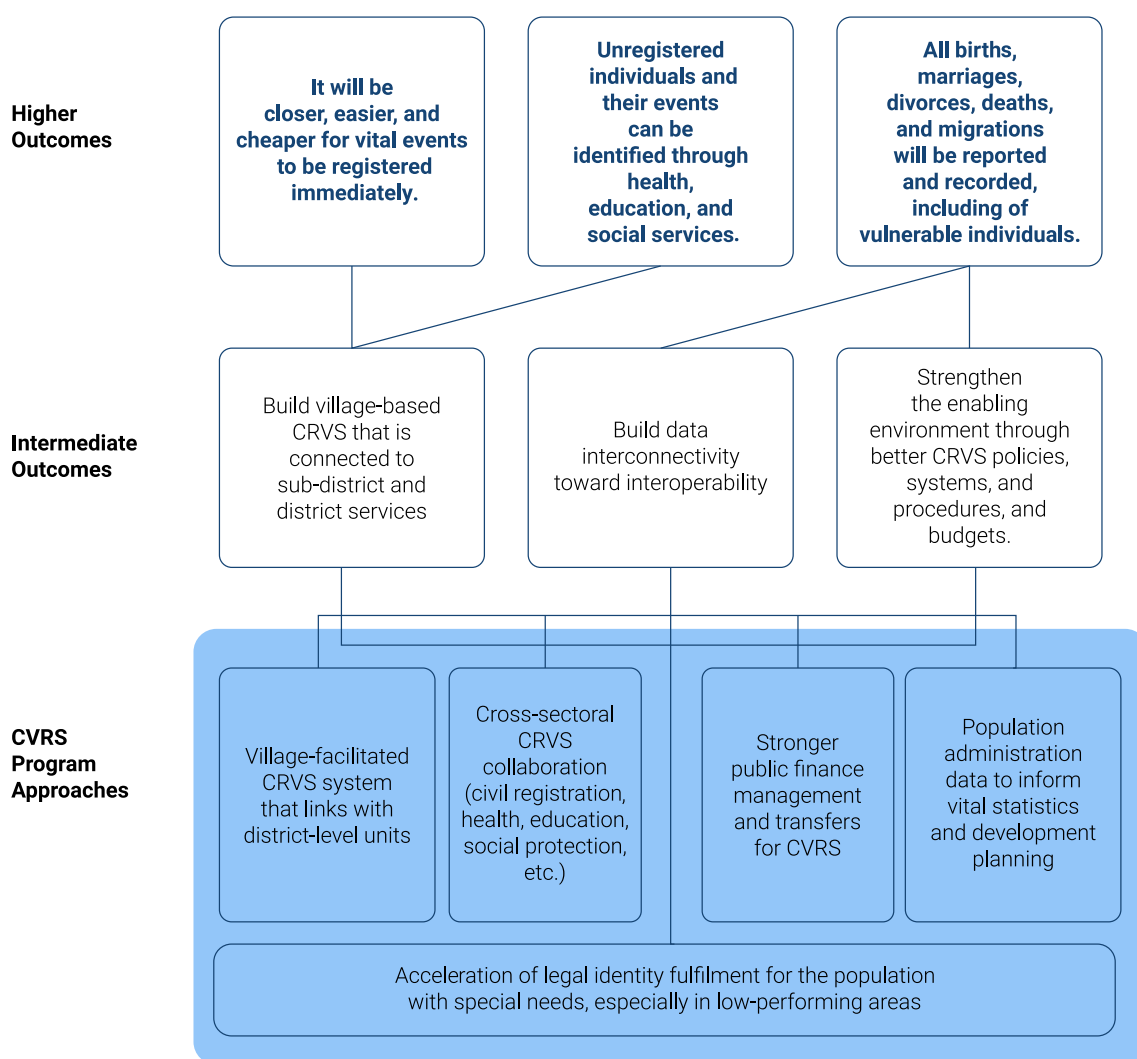 Higher
Outcomes
It will be
closer, easier, and
cheaper for vital events
to be registered
immediately.
Unregistered
individuals and
their events
can be
identified through
health,
education, and
social services.
All births,
marriages,
divorces, deaths,
and migrations
will be reported
and recorded,
including of
vulnerable individuals.
Intermediate
Outcomes
Build village-based
CRVS that is
connected to
sub-district and
district services
Build data
interconnectivity
toward interoperability
Strengthen
the enabling
environment through
better CRVS policies,
systems, and
procedures, and
budgets.
CVRS
Program
Approaches
Village-facilitated
CRVS system
that links with
district-level units
Cross-sectoral
CRVS
collaboration
(civil registration,
health, education,
social protection,
etc.)
Stronger
public finance
management
and transfers
for CVRS
Population
administration
data to inform
vital statistics
and development
planning
Acceleration of legal identity fulfilment for the population
with special needs, especially in low-performing areas